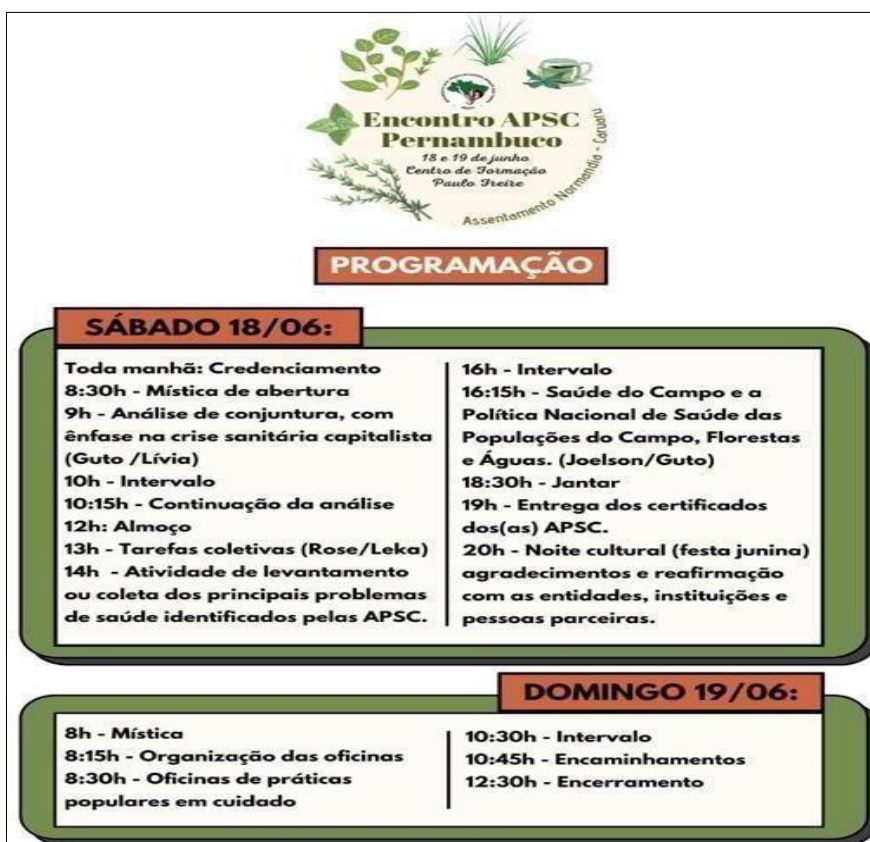 Encontro APSC
Pernambuco
18 e 19 de junho
Centro de Formação
Paulo Freire
Assentamento Normandia - Caruaru
PROGRAMAÇÃO
SÁBADO 18/06:
Toda manhã: Credenciamento
8:30h - Mística de abertura
9h - Análise de conjuntura, com
ênfase na crise sanitária capitalista
(Guto /Lívia)
10h - Intervalo
10:15h - Continuação da análise
12h: Almoço
13h - Tarefas coletivas (Rose/Leka)
14h - Atividade de levantamento
ou coleta dos principais problemas
de saúde identificados pelas APSC.
16h - Intervalo
16:15h - Saúde do Campo e a
Política Nacional de Saúde das
Populações do Campo, Florestas
e Águas. (Joelson/Guto)
18:30h - Jantar
19h - Entrega dos certificados
dos(as) APSC.
20h - Noite cultural (festa junina)
agradecimentos e reafirmação
com as entidades, instituições e
pessoas parceiras.
DOMINGO 19/06:
8h - Mística
8:15h - Organização das oficinas
8:30h - Oficinas de práticas
populares em cuidado
10:30h - Intervalo
10:45h - Encaminhamentos
12:30h - Encerramento